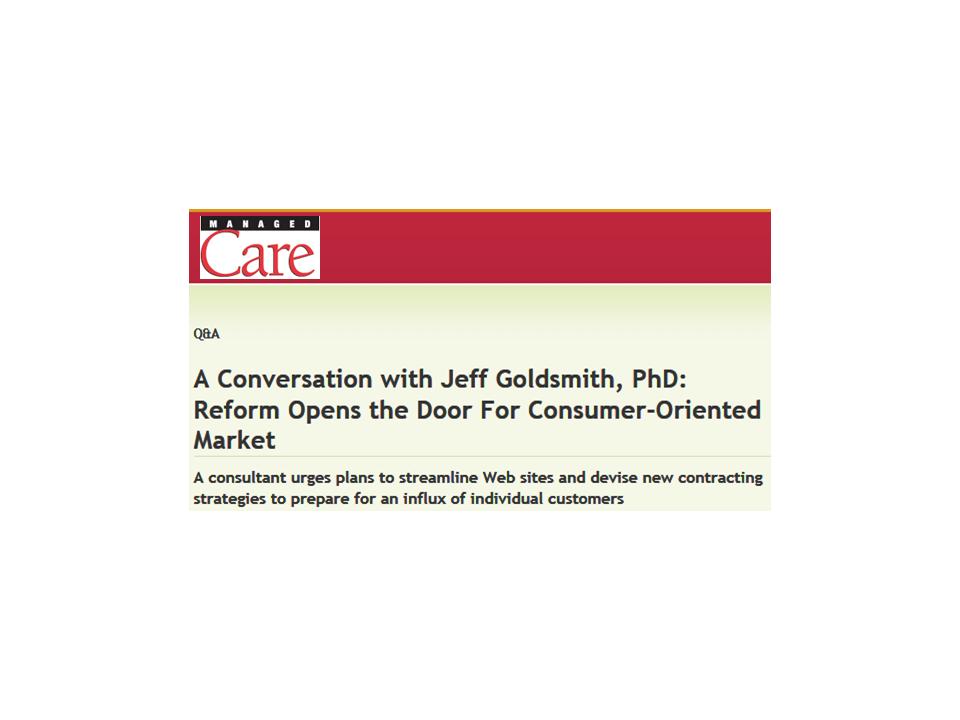 MANAGED
Care
Q&A
A Conversation with Jeff Goldsmith, PhD:
Reform Opens the Door For Consumer-Oriented
Market
A consultant urges plans to streamline Web sites and devise new contracting
strategies to prepare for an influx of individual customers